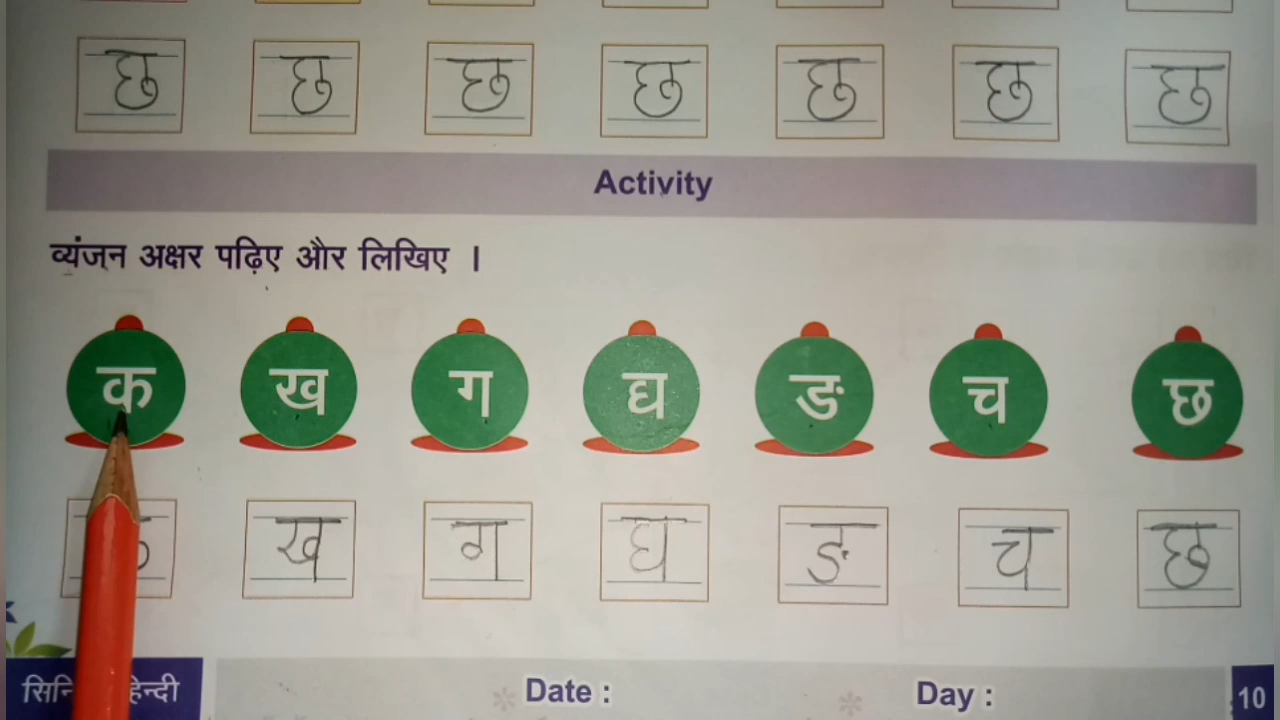 छ छ छ छ छ छ छ
Activity
व्यंजन अक्षर पढ़िए और लिखिए ।
क ख ग घ ङ च छ
ख ग घ ङ च छ
हिन्दी Date : Day : 10